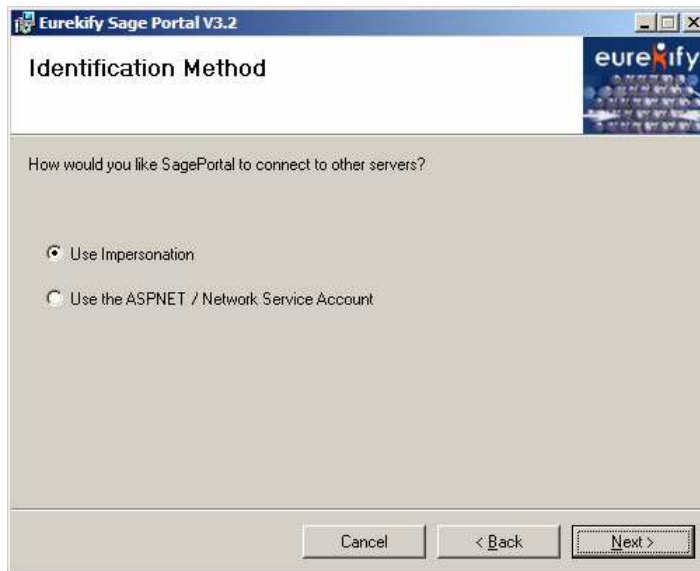 Eurekify Sage Portal V3.2
Identification Method
eurekify
How would you like SagePortal to connect to other servers?
Use Impersonation
Use the ASPNET / Network Service Account
Cancel
< Back
Next >